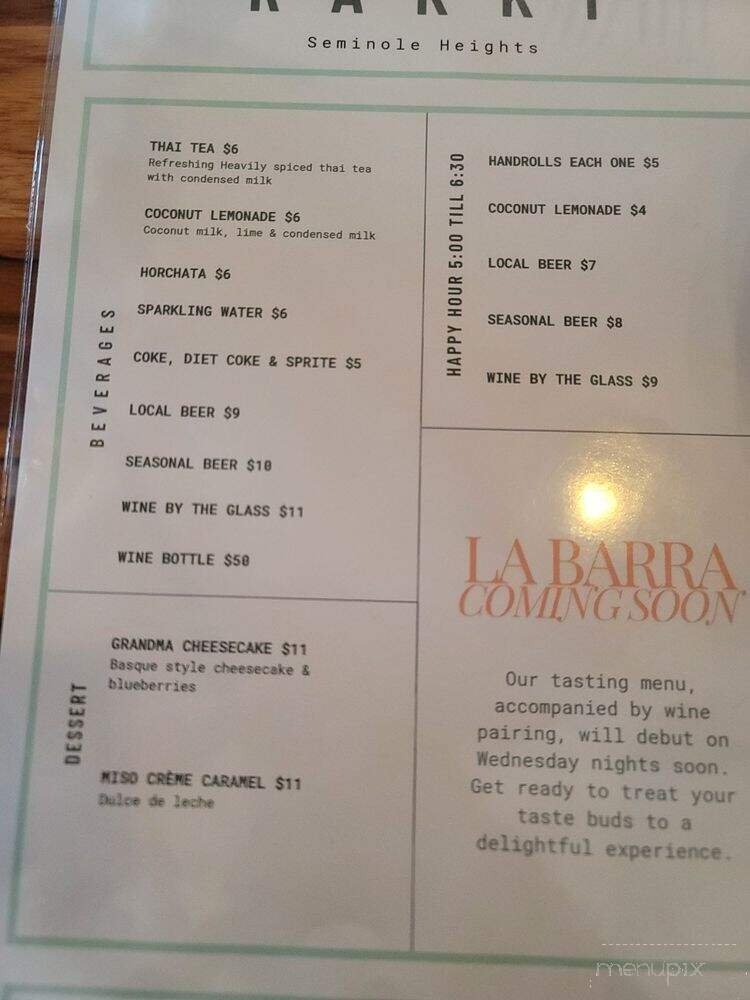 Seminole Heights
BEVERAGES
THAI TEA $6
Refreshing Heavily spiced thai tea
with condensed milk
COCONUT LEMONADE $6
Coconut milk, lime & condensed milk
HORCHATA $6
SPARKLING WATER $6
COKE, DIET COKE & SPRITE $5
LOCAL BEER $9
SEASONAL BEER $10
WINE BY THE GLASS $11
WINE BOTTLE $50
DESSERT
GRANDMA CHEESECAKE $11
Basque style cheesecake &
blueberries
MISO CRÈME CARAMEL $11
Dulce de leche
HAPPY HOUR 5:00 TILL 6:30
HANDROLLS EACH ONE $5
COCONUT LEMONADE $4
LOCAL BEER $7
SEASONAL BEER $8
WINE BY THE GLASS $9
LA BARRA
COMING SOON
Our tasting menu,
accompanied by wine
pairing, will debut on
Wednesday nights soon.
Get ready to treat your
taste buds to a
delightful experience.
menupix